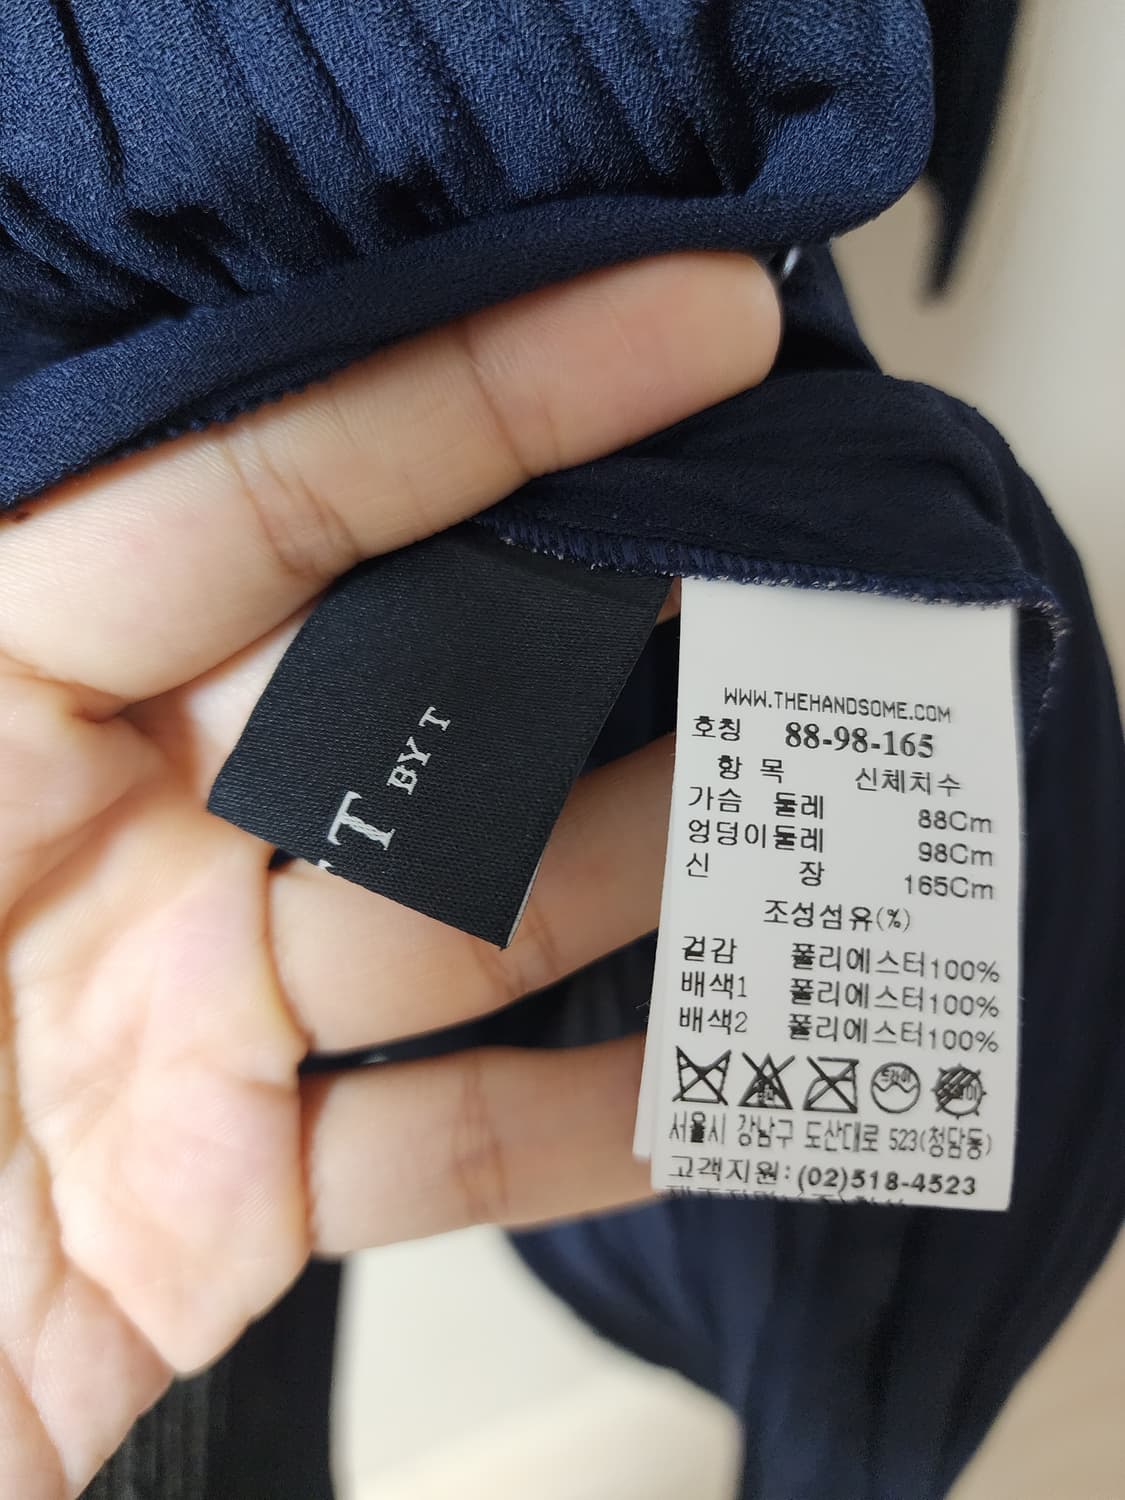 T BY T
WWW.THEHANDSOME.COM
호칭 88-98-165
항 목 신체치수
가슴 둘레 88Cm
엉덩이둘레 98Cm
신 장 165Cm
조성섬유(%)
겉감 폴리에스터100%
배색1 폴리에스터100%
배색2 폴리에스터100%
드라이
서울시 강남구 도산대로 523(청담동)
고객지원:(02)518-4523